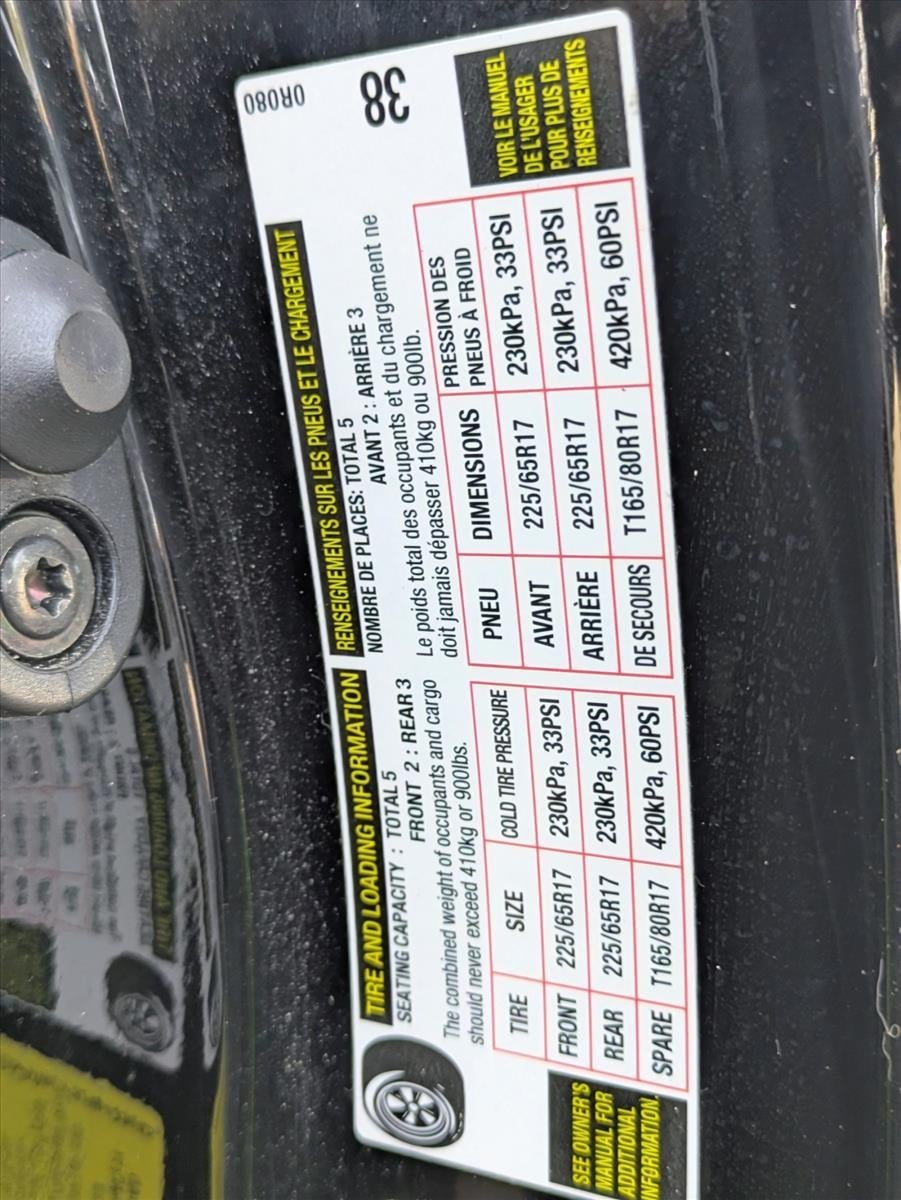 TIRE AND LOADING INFORMATION
SEATING CAPACITY : TOTAL 5
FRONT 2 : REAR 3
The combined weight of occupants and cargo
should never exceed 410kg or 900lbs.
TIRE SIZE COLD TIRE PRESSURE
FRONT 225/65R17 230kPa, 33PSI
REAR 225/65R17 230kPa, 33PSI
SPARE T165/80R17 420kPa, 60PSI
SEE OWNER'S
MANUAL FOR
ADDITIONAL
INFORMATION.
RENSEIGNEMENTS SUR LES PNEUS ET LE CHARGEMENT
NOMBRE DE PLACES: TOTAL 5
AVANT 2 : ARRIÈRE 3
Le poids total des occupants et du chargement ne
doit jamais dépasser 410kg ou 900lb.
PNEU DIMENSIONS PRESSION DES
PNEUS À FROID
AVANT 225/65R17 230kPa, 33PSI
ARRIÈRE 225/65R17 230kPa, 33PSI
DE SECOURS T165/80R17 420kPa, 60PSI
VOIR LE MANUEL
DE L'USAGER
POUR PLUS DE
RENSEIGNEMENTS
0R080
38